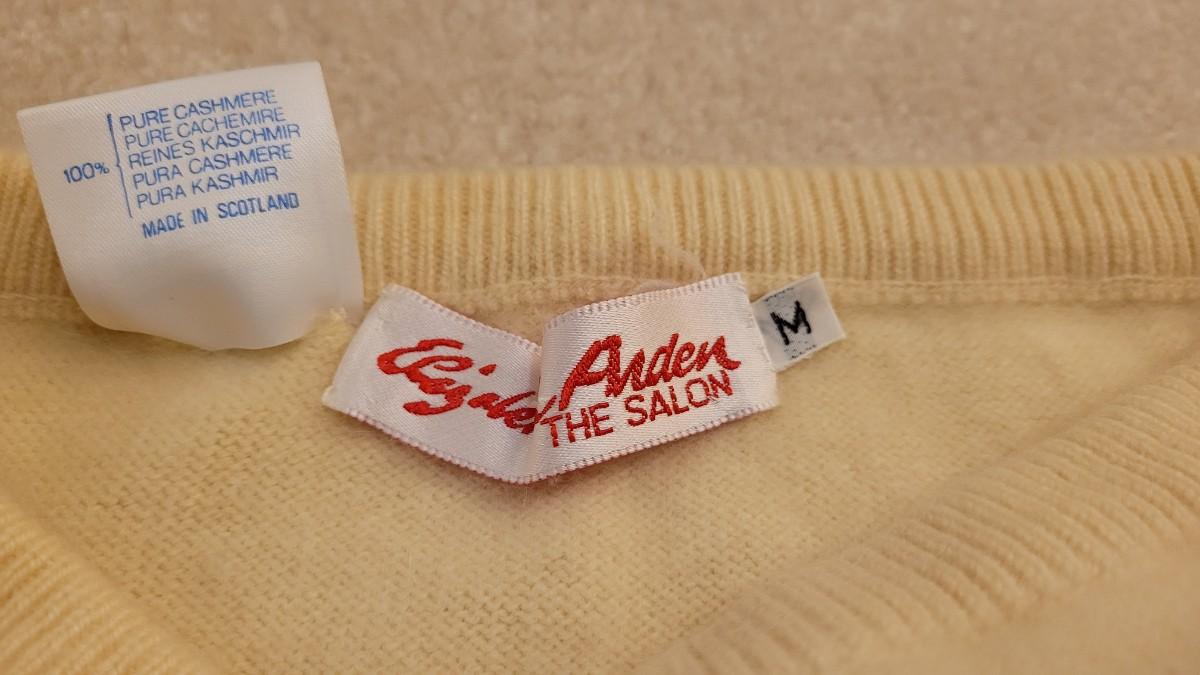 100%
PURE CASHMERE
PURE CACHEMIRE
REINES KASCHMIR
PURA CASHMERE
PURA KASHMIR
MADE IN SCOTLAND
Arden
THE SALON
M